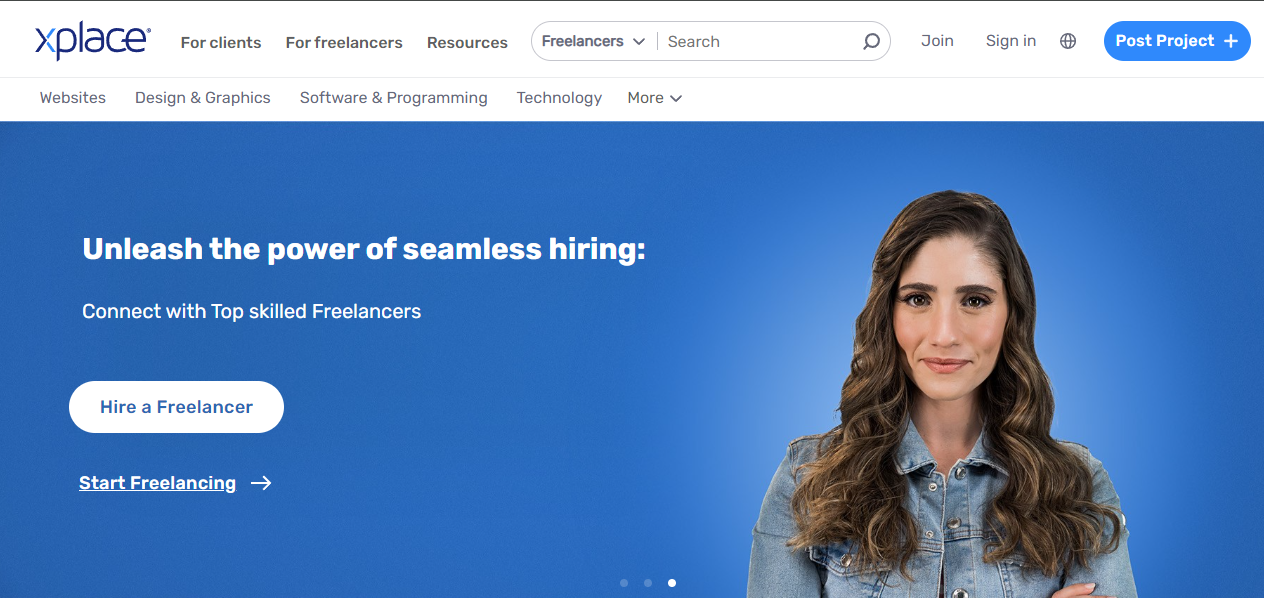 xplace®
For clients For freelancers Resources Freelancers Search Join Sign in Post Project +
Websites Design & Graphics Software & Programming Technology More
Unleash the power of seamless hiring:
Connect with Top skilled Freelancers
Hire a Freelancer
Start Freelancing →